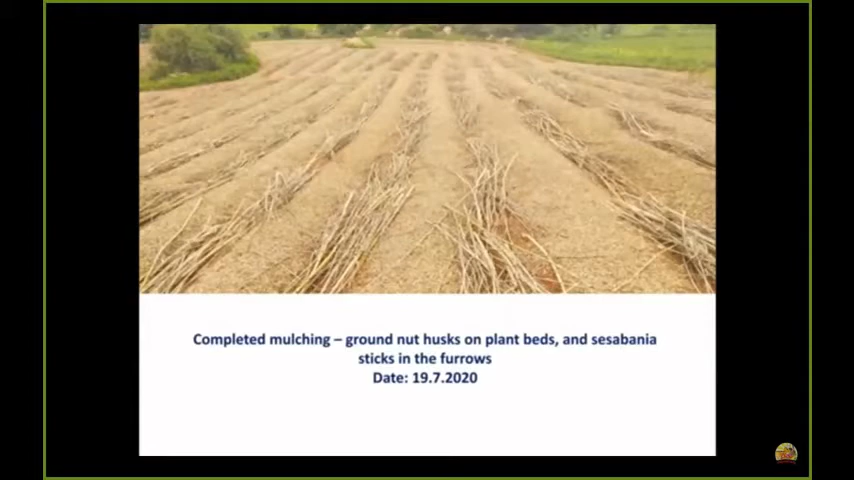 Completed mulching – ground nut husks on plant beds, and sesabania
sticks in the furrows
Date: 19.7.2020